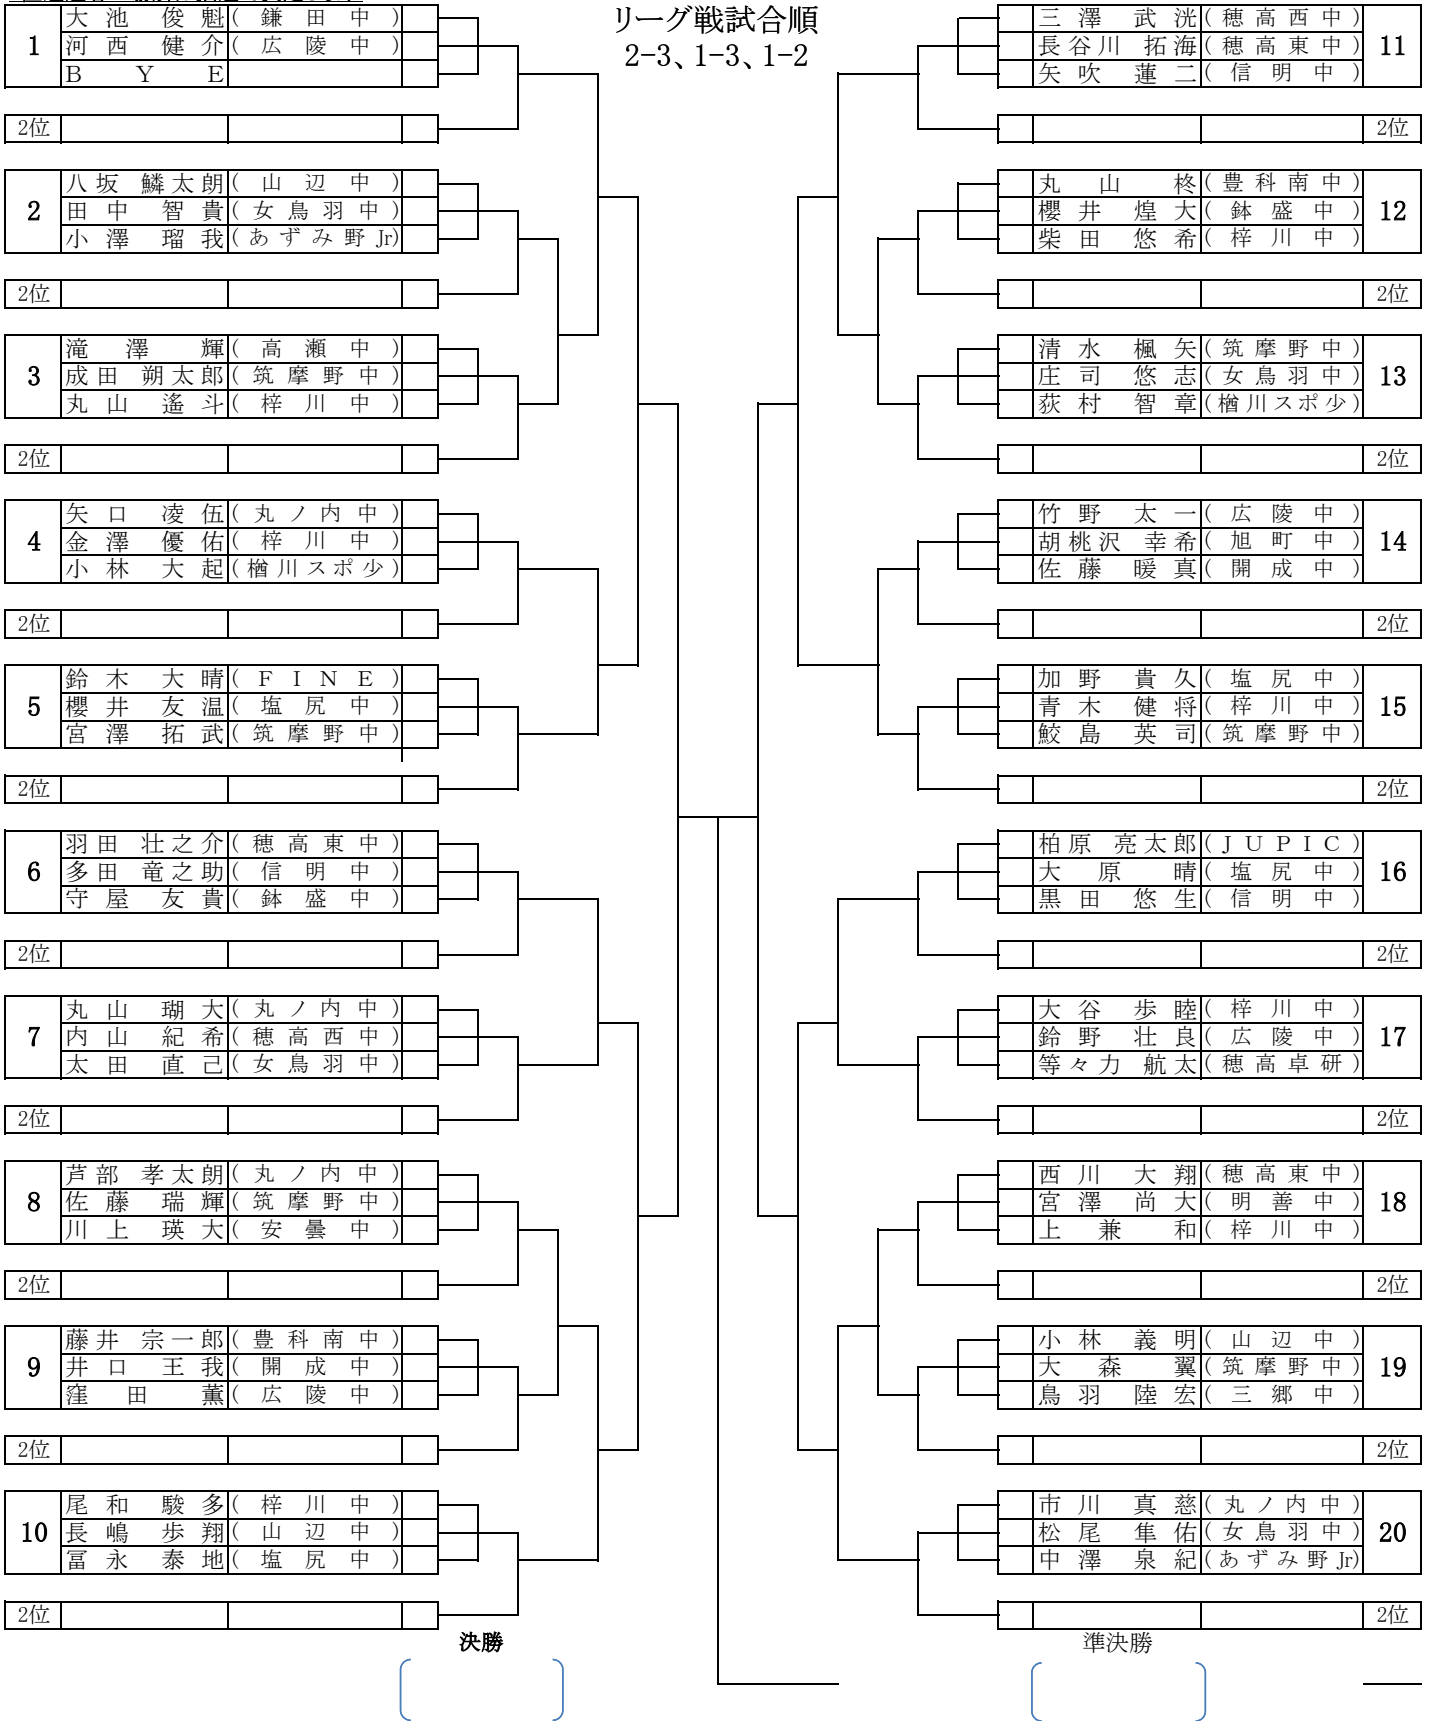 リーグ戦試合順
2-3、1-3、1-2
1
大池 俊魁 (鎌田中)
河西 健介 (広陵中)
BYE
2位
2
八坂 鱗太朗 (山辺中)
田中 智貴 (女鳥羽中)
小澤 瑠我 (あずみ野Jr)
2位
3
滝澤 輝 (高瀬中)
成田 朔太郎 (筑摩野中)
丸山 遙斗 (梓川中)
2位
4
矢口 凌伍 (丸ノ内中)
金澤 優佑 (梓川中)
小林 大起 (楢川スポ少)
2位
5
鈴木 大晴 (FINE)
櫻井 友温 (塩尻中)
宮澤 拓武 (筑摩野中)
2位
6
羽田 壮之介 (穂高東中)
多田 竜之助 (信明中)
守屋 友貴 (鉢盛中)
2位
7
丸山 瑚大 (丸ノ内中)
内山 紀希 (穂高西中)
太田 直己 (女鳥羽中)
2位
8
芦部 孝太朗 (丸ノ内中)
佐藤 瑞輝 (筑摩野中)
川上 瑛大 (安曇中)
2位
9
藤井 宗一郎 (豊科南中)
井口 王我 (開成中)
窪田 薫 (広陵中)
2位
10
尾和 駿多 (梓川中)
長嶋 歩翔 (山辺中)
冨永 泰地 (塩尻中)
2位
三澤 武洸 (穂高西中)
長谷川 拓海 (穂高東中)
矢吹 蓮二 (信明中)
11
2位
丸山 柊 (豊科南中)
櫻井 煌大 (鉢盛中)
柴田 悠希 (梓川中)
12
2位
清水 楓矢 (筑摩野中)
庄司 悠志 (女鳥羽中)
荻村 智章 (楢川スポ少)
13
2位
竹野 太一 (広陵中)
胡桃沢 幸希 (旭町中)
佐藤 暖真 (開成中)
14
2位
加野 貴久 (塩尻中)
青木 健将 (梓川中)
鮫島 英司 (筑摩野中)
15
2位
柏原 亮太郎 (JUPIC)
大原 晴 (塩尻中)
黒田 悠生 (信明中)
16
2位
大谷 歩睦 (梓川中)
鈴野 壮良 (広陵中)
等々力 航太 (穂高卓研)
17
2位
西川 大翔 (穂高東中)
宮澤 尚大 (明善中)
上兼 和 (梓川中)
18
2位
小林 義明 (山辺中)
大森 翼 (筑摩野中)
鳥羽 陸宏 (三郷中)
19
2位
市川 真慈 (丸ノ内中)
松尾 隼佑 (女鳥羽中)
中澤 泉紀 (あずみ野Jr)
20
2位
決勝
準決勝